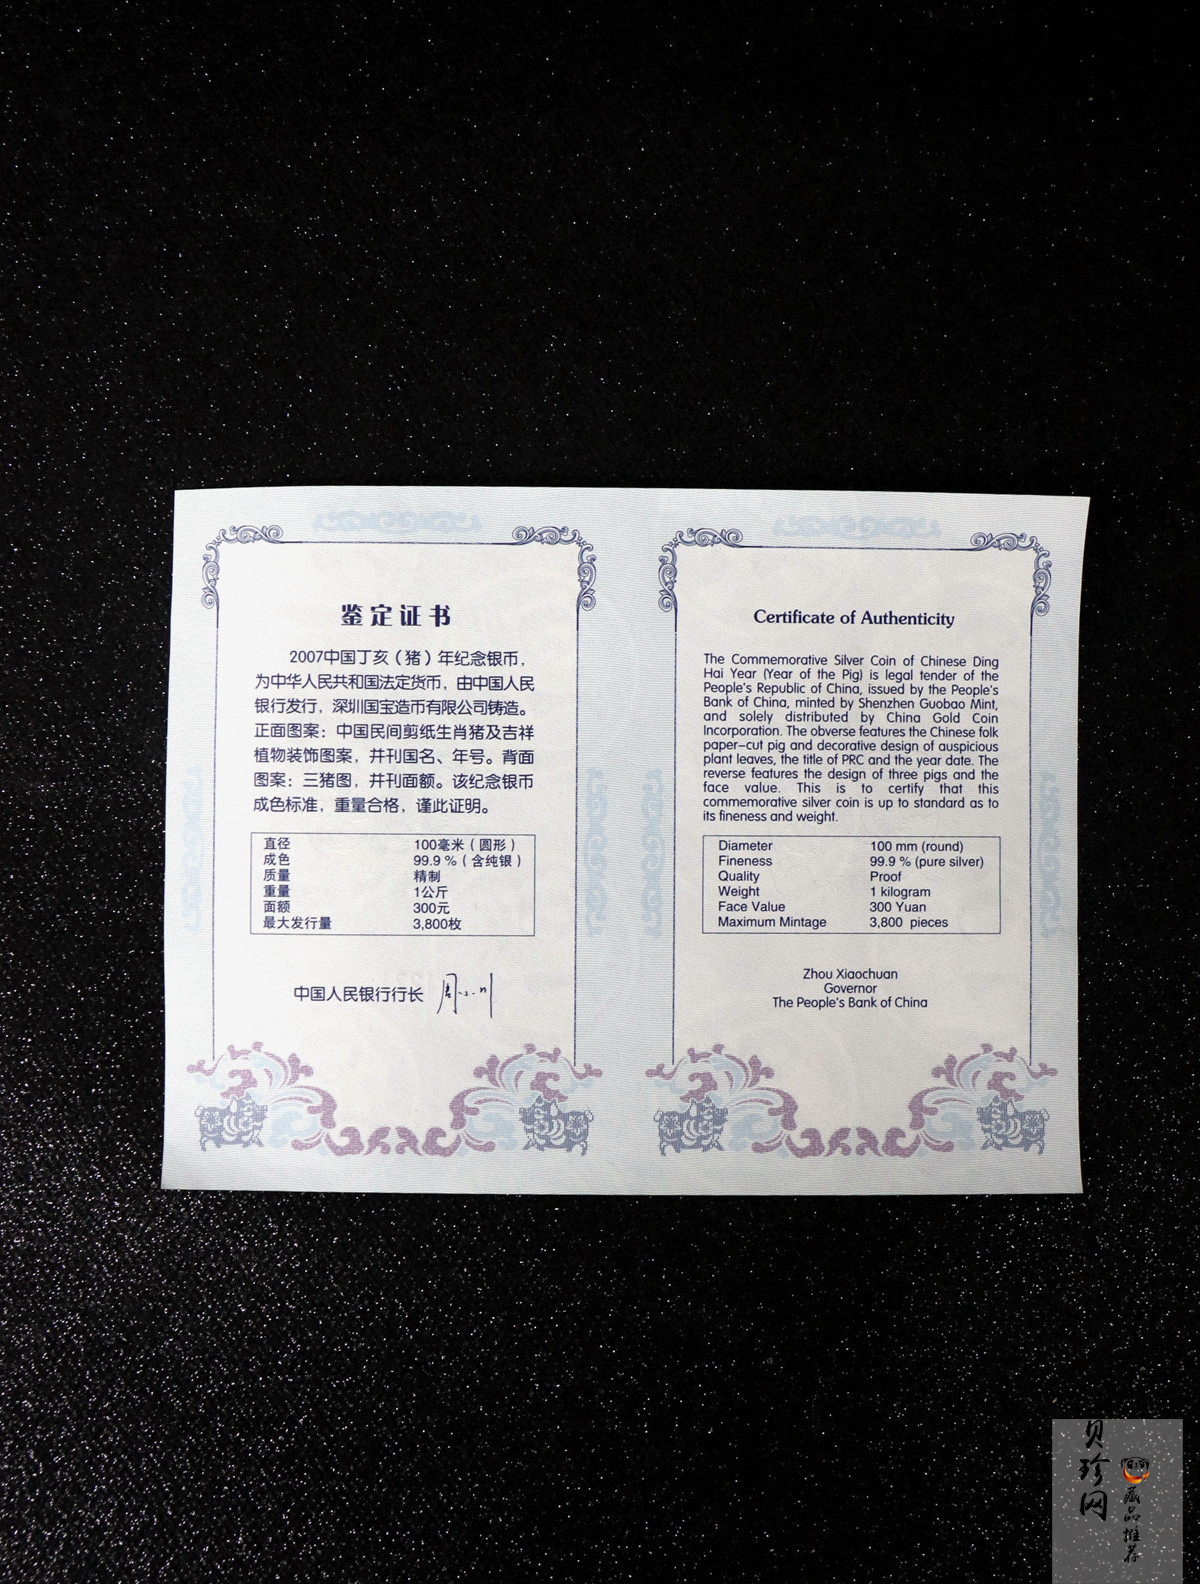 鉴定证书
2007中国丁亥（猪）年纪念银币，
为中华人民共和国法定货币，由中国人民
银行发行，深圳国宝造币有限公司铸造。
正面图案：中国民间剪纸生肖猪及吉祥
植物装饰图案，并刊国名、年号。背面
图案：三猪图，并刊面额。该纪念银币
成色标准，重量合格，谨此证明。
直径 100毫米（圆形）
成色 99.9％（含纯银）
质量 精制
重量 1公斤
面额 300元
最大发行量 3,800枚
中国人民银行行长
Certificate of Authenticity
The Commemorative Silver Coin of Chinese Ding
Hai Year (Year of the Pig) is legal tender of the
People's Republic of China, issued by the People's
Bank of China, minted by Shenzhen Guobao Mint,
and solely distributed by China Gold Coin
Incorporation. The obverse features the Chinese folk
paper–cut pig and decorative design of auspicious
plant leaves, the title of PRC and the year date. The
reverse features the design of three pigs and the
face value. This is to certify that this
commemorative silver coin is up to standard as to
its fineness and weight.
Diameter 100 mm (round)
Fineness 99.9 % (pure silver)
Quality Proof
Weight 1 kilogram
Face Value 300 Yuan
Maximum Mintage 3,800 pieces
Zhou Xiaochuan
Governor
The People's Bank of China
贝珍网
藏品推荐